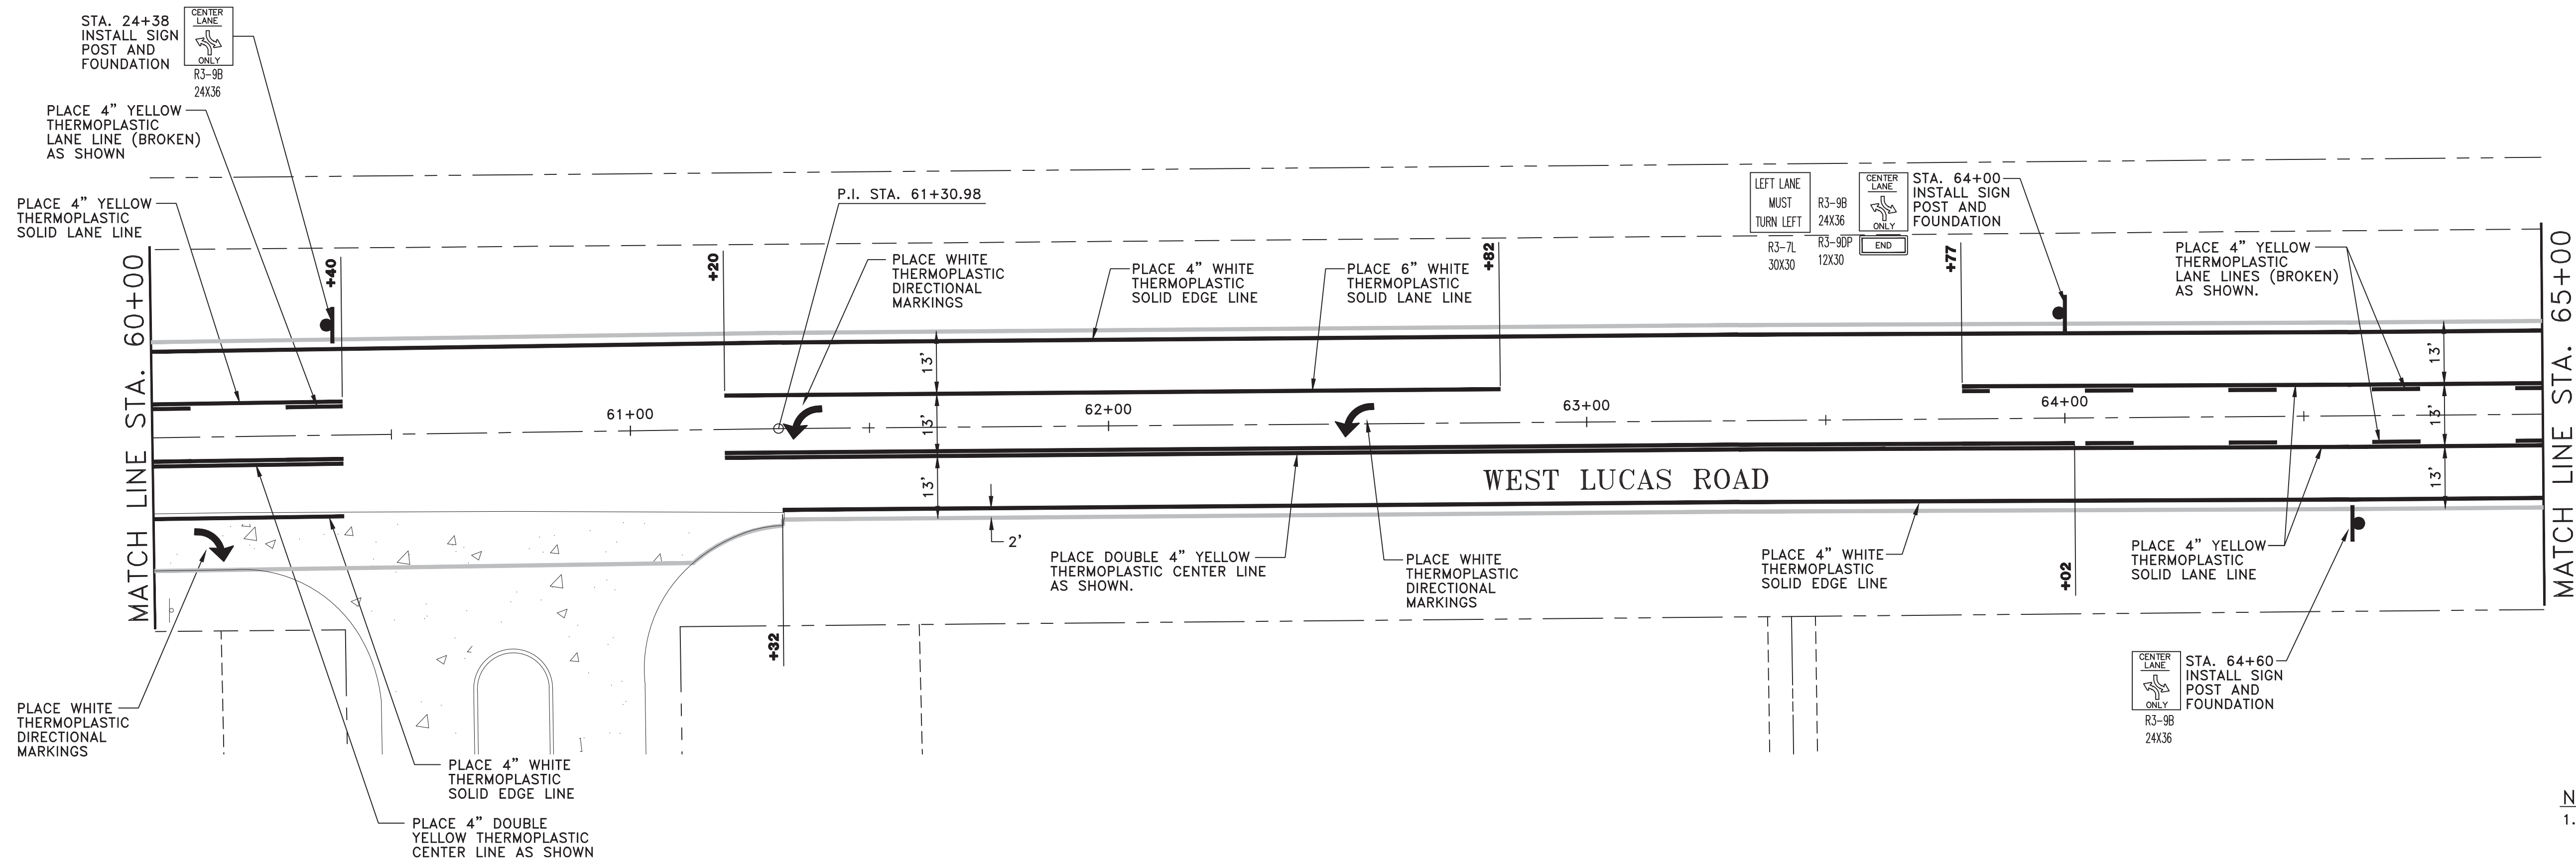 STA. 24+38
INSTALL SIGN
POST AND
FOUNDATION
CENTER
LANE
ONLY
R3-9B
24X36
PLACE 4" YELLOW
THERMOPLASTIC
LANE LINE (BROKEN)
AS SHOWN
PLACE 4" YELLOW
THERMOPLASTIC
SOLID LANE LINE
MATCH LINE STA. 60+00
+40
+20
P.I. STA. 61+30.98
PLACE WHITE
THERMOPLASTIC
DIRECTIONAL
MARKINGS
PLACE 4" WHITE
THERMOPLASTIC
SOLID EDGE LINE
PLACE 6" WHITE
THERMOPLASTIC
SOLID LANE LINE
+82
LEFT LANE
MUST
TURN LEFT
R3-7L
30X30
R3-9B
24X36
R3-9DP
12X30
CENTER
LANE
ONLY
END
STA. 64+00
INSTALL SIGN
POST AND
FOUNDATION
+77
PLACE 4" YELLOW
THERMOPLASTIC
LANE LINES (BROKEN)
AS SHOWN.
MATCH LINE STA. 65+00
13'
13'
13'
13'
13'
13'
61+00
62+00
63+00
64+00
WEST LUCAS ROAD
2'
PLACE DOUBLE 4" YELLOW
THERMOPLASTIC CENTER LINE
AS SHOWN.
PLACE WHITE
THERMOPLASTIC
DIRECTIONAL
MARKINGS
PLACE 4" WHITE
THERMOPLASTIC
SOLID EDGE LINE
+02
PLACE 4" YELLOW
THERMOPLASTIC
SOLID LANE LINE
+32
CENTER
LANE
ONLY
R3-9B
24X36
STA. 64+60
INSTALL SIGN
POST AND
FOUNDATION
PLACE WHITE
THERMOPLASTIC
DIRECTIONAL
MARKINGS
PLACE 4" WHITE
THERMOPLASTIC
SOLID EDGE LINE
PLACE 4" DOUBLE
YELLOW THERMOPLASTIC
CENTER LINE AS SHOWN
N
1.